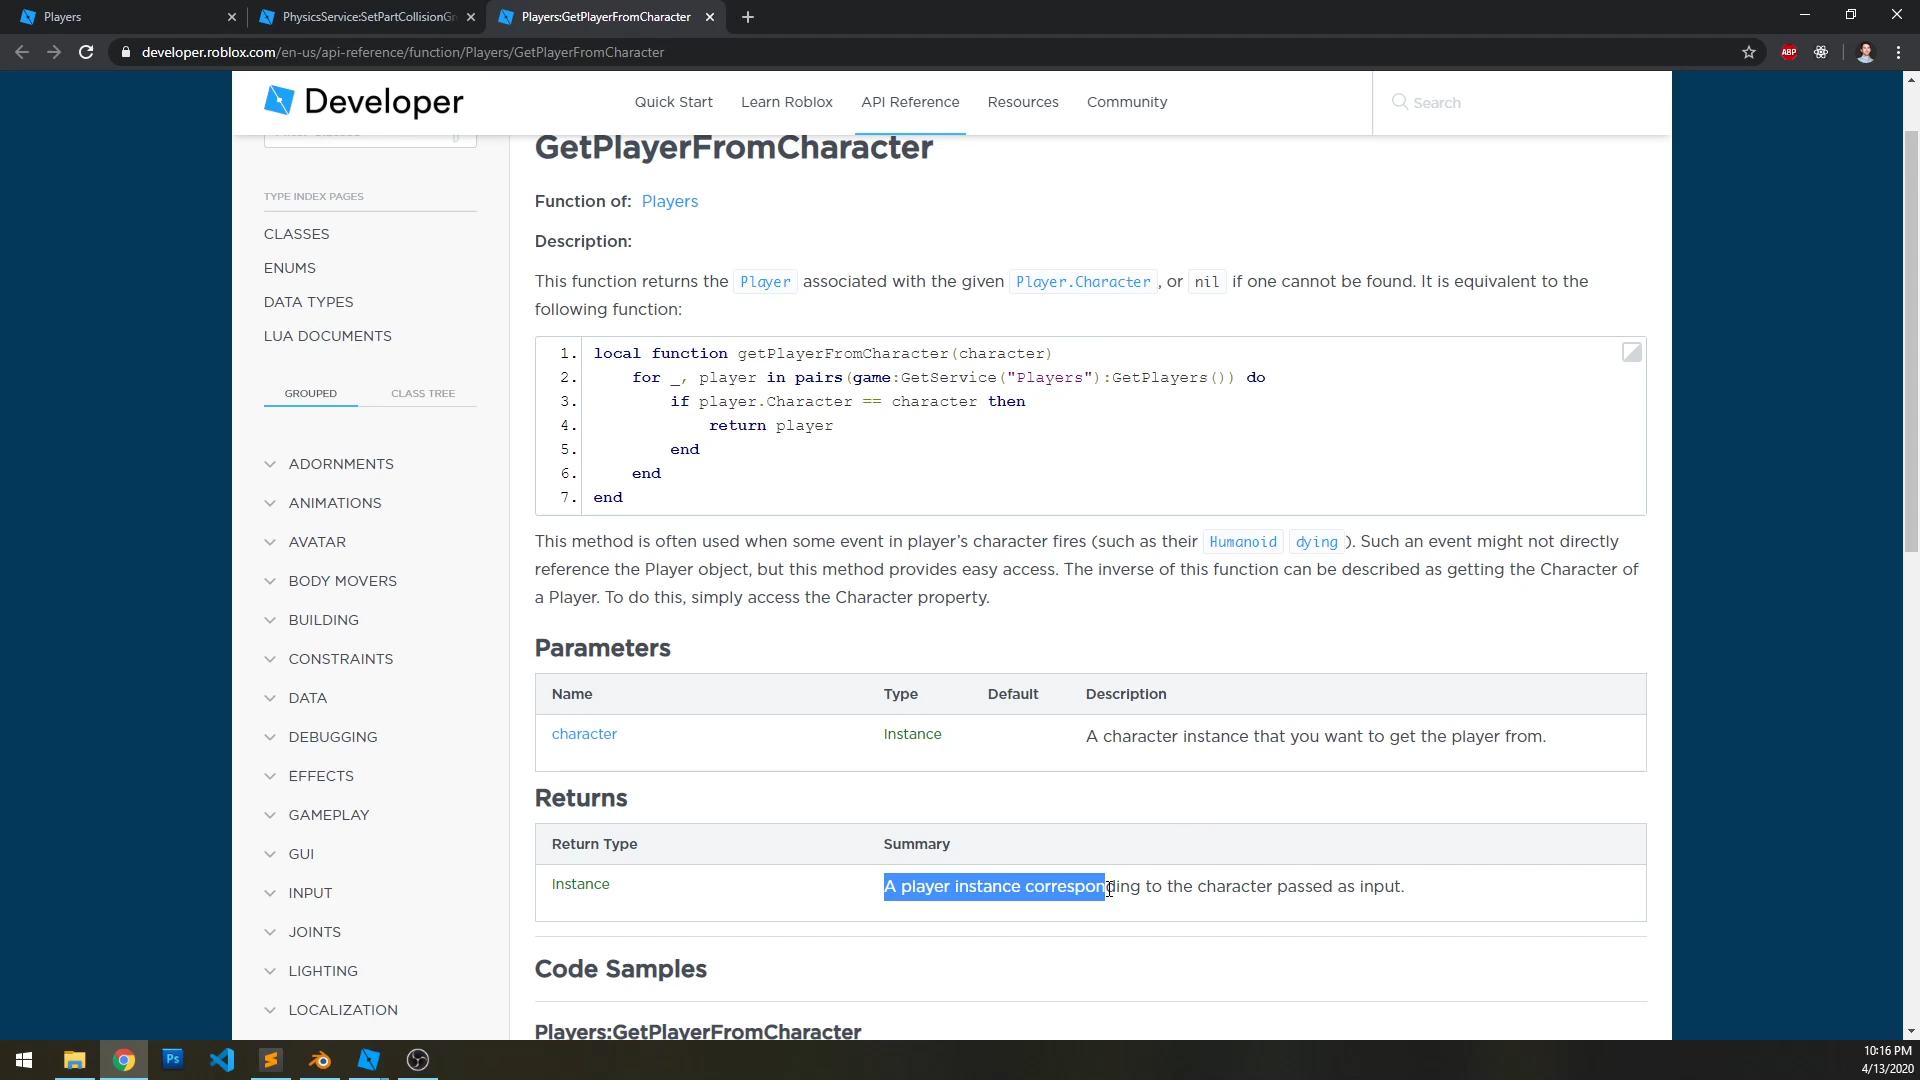 Players
PhysicsService:SetPartCollisionGr
Players:GetPlayerFromCharacter
developer.roblox.com/en-us/api-reference/function/Players/GetPlayerFromCharacter
ABP
Developer
Quick Start
Learn Roblox
API Reference
Resources
Community
Search
TYPE INDEX PAGES
CLASSES
ENUMS
DATA TYPES
LUA DOCUMENTS
GROUPED
CLASS TREE
ADORNMENTS
ANIMATIONS
AVATAR
BODY MOVERS
BUILDING
CONSTRAINTS
DATA
DEBUGGING
EFFECTS
GAMEPLAY
GUI
INPUT
JOINTS
LIGHTING
LOCALIZATION
GetPlayerFromCharacter
Function of: Players
Description:
This function returns the Player associated with the given Player.Character , or nil if one cannot be found. It is equivalent to the
following function:
1. local function getPlayerFromCharacter(character)
2. for _, player in pairs(game:GetService("Players"):GetPlayers()) do
3. if player.Character == character then
4. return player
5. end
6. end
7. end
This method is often used when some event in player's character fires (such as their Humanoid dying ). Such an event might not directly
reference the Player object, but this method provides easy access. The inverse of this function can be described as getting the Character of
a Player. To do this, simply access the Character property.
Parameters
Name Type Default Description
character Instance A character instance that you want to get the player from.
Returns
Return Type Summary
Instance A player instance corresponding to the character passed as input.
Code Samples
Players:GetPlayerFromCharacter
Ps
10:16 PM
4/13/2020